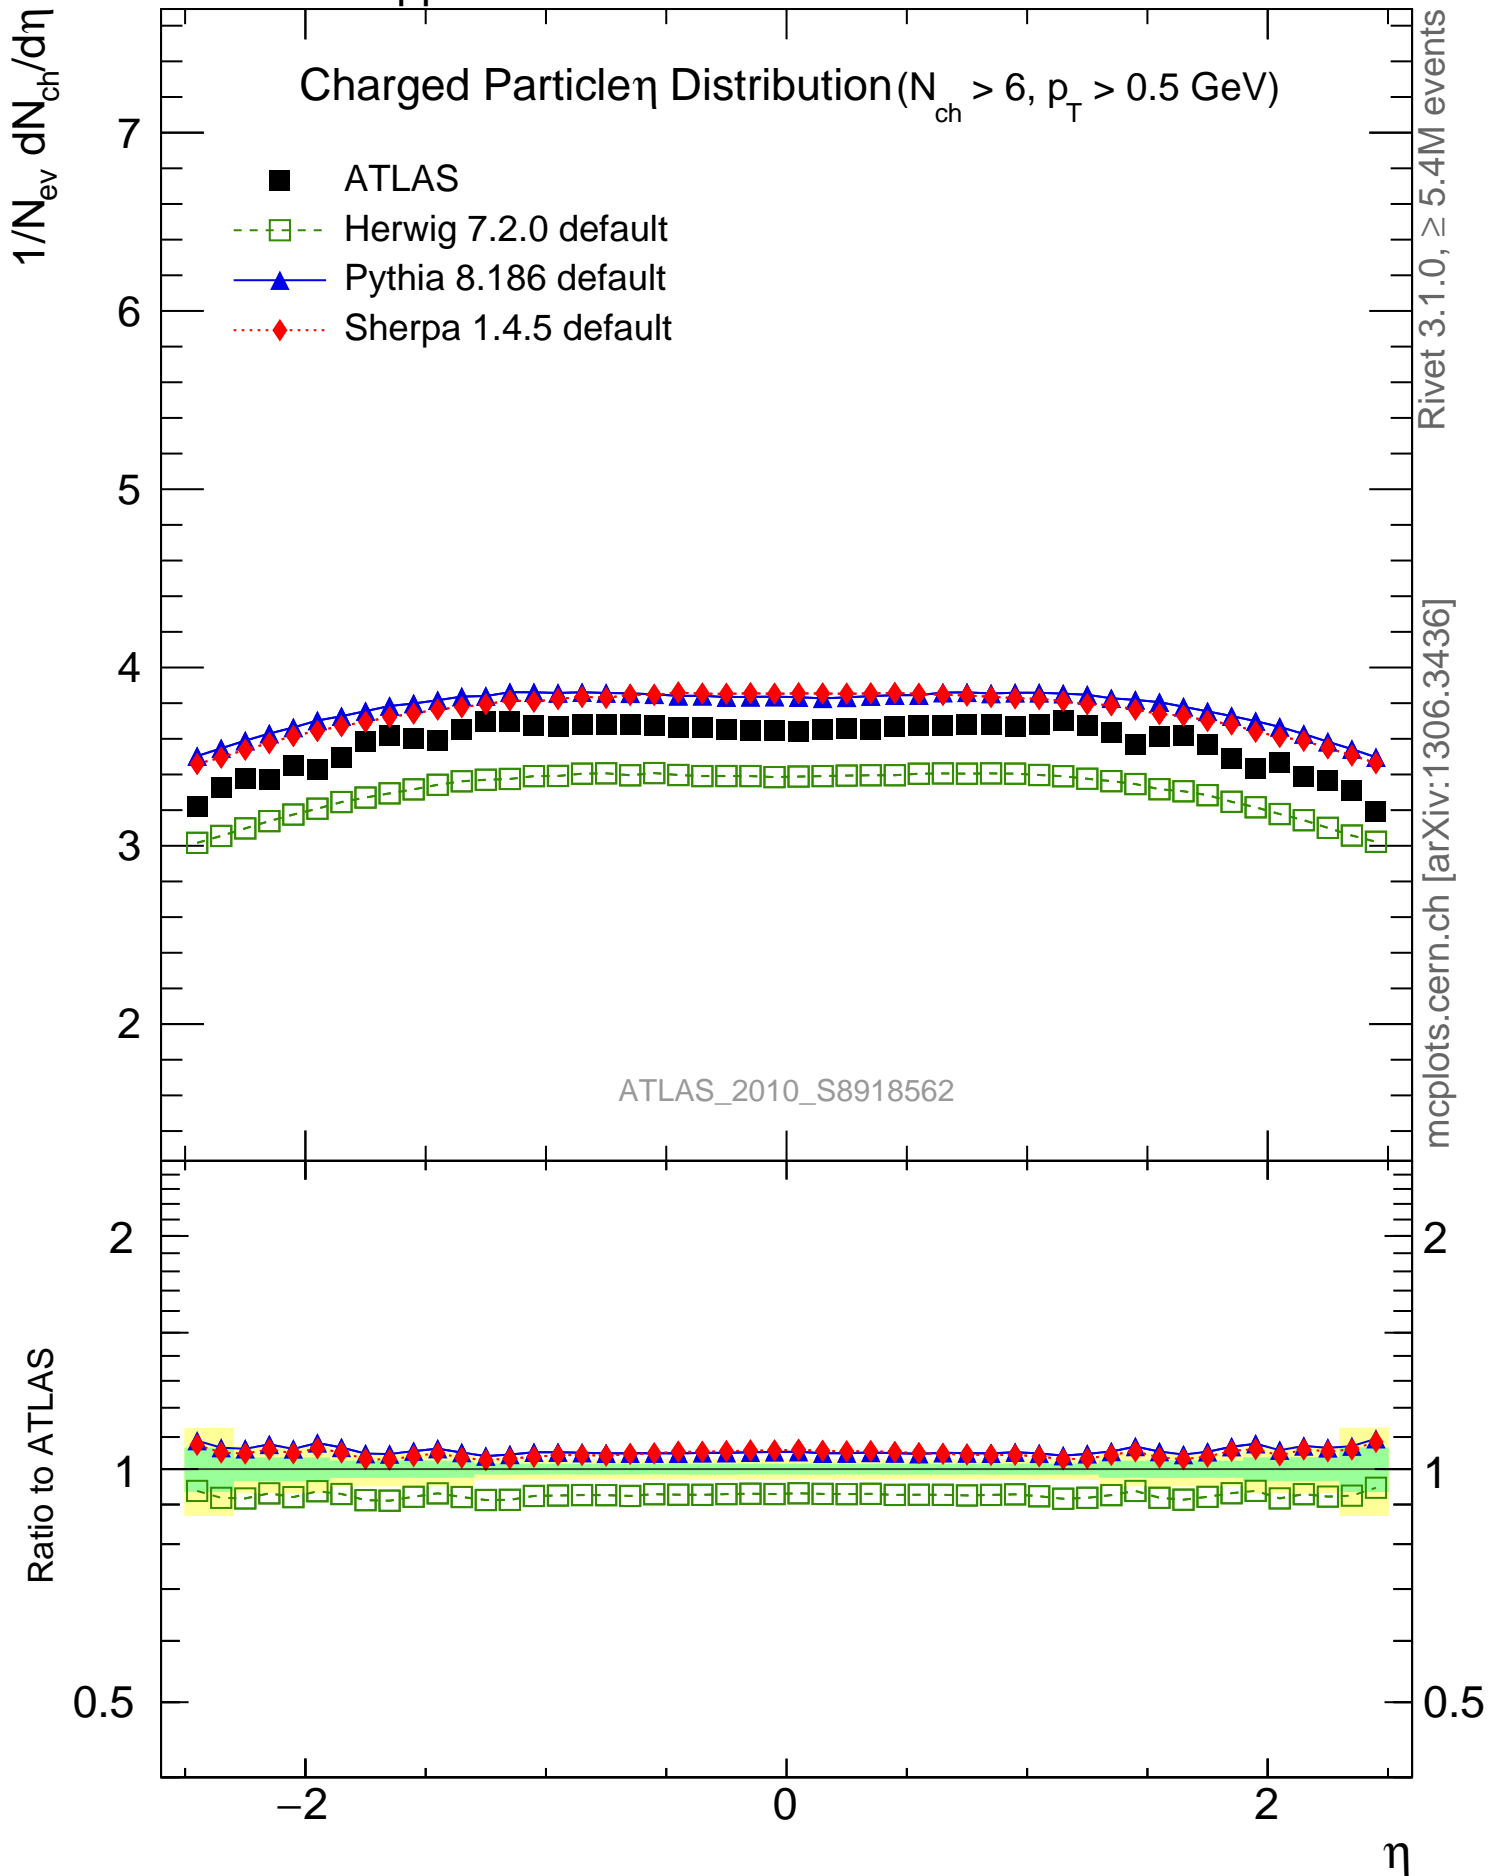 pp
1/N_ev dN_ch/dη
Charged Particleη Distribution(N_ch > 6, p_T > 0.5 GeV)
ATLAS
Herwig 7.2.0 default
Pythia 8.186 default
Sherpa 1.4.5 default
7
6
5
4
3
2
ATLAS_2010_S8918562
Rivet 3.1.0, ≥ 5.4M events
mcplots.cern.ch [arXiv:1306.3436]
Ratio to ATLAS
2
1
0.5
2
1
0.5
−2
0
2
η